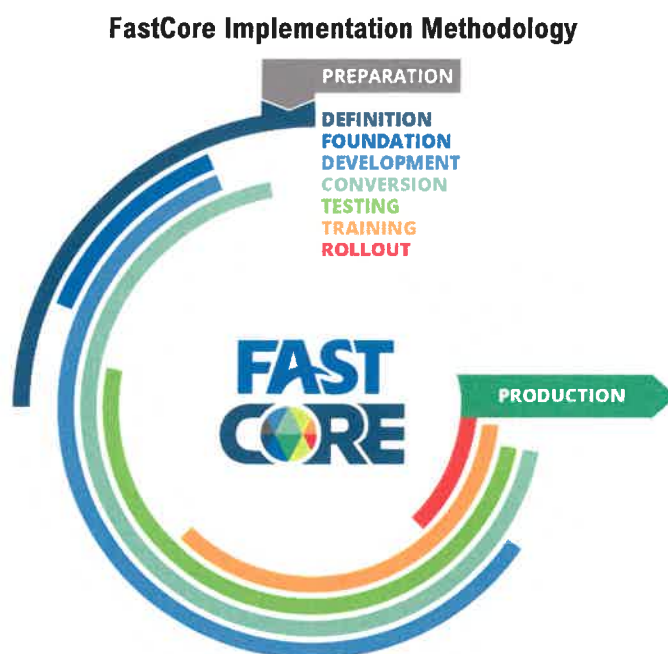 FastCore Implementation Methodology
PREPARATION
DEFINITION
FOUNDATION
DEVELOPMENT
CONVERSION
TESTING
TRAINING
ROLLOUT
FAST
CORE
PRODUCTION